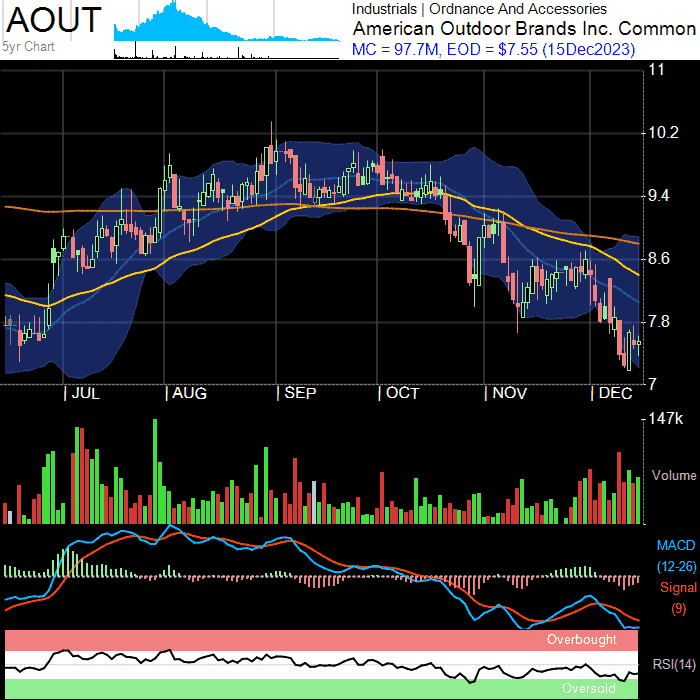 AOUT
5yr Chart
Industrials | Ordnance And Accessories
American Outdoor Brands Inc. Common
MC = 97.7M, EOD = $7.55 (15Dec2023)
11
10.2
9.4
8.6
7.8
7
| JUL | AUG | SEP | OCT | NOV | DEC
147k
Volume
MACD
(12-26)
Signal
(9)
Overbought
RSI(14)
Oversold